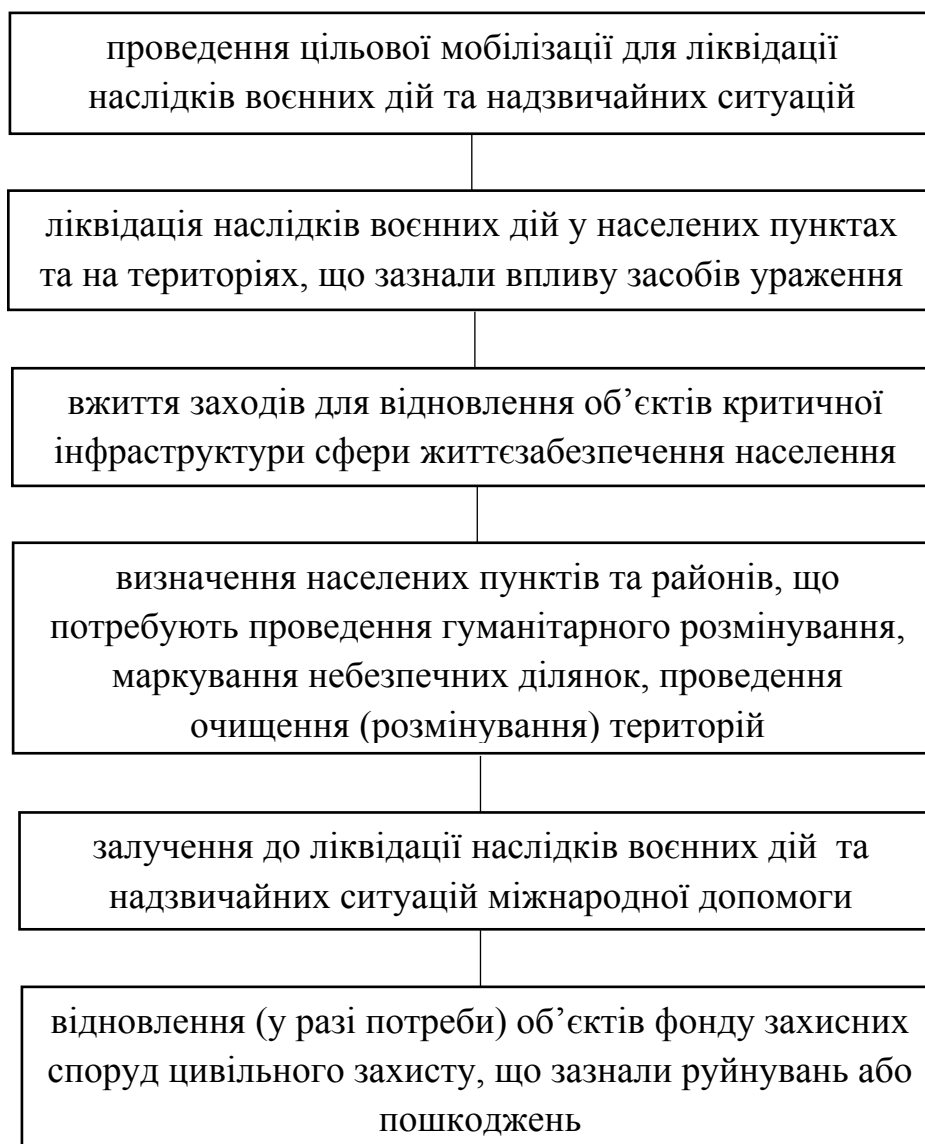 проведення цільової мобілізації для ліквідації
наслідків воєнних дій та надзвичайних ситуацій
ліквідація наслідків воєнних дій у населених пунктах
та на територіях, що зазнали впливу засобів ураження
вжиття заходів для відновлення об’єктів критичної
інфраструктури сфери життєзабезпечення населення
визначення населених пунктів та районів, що
потребують проведення гуманітарного розмінування,
маркування небезпечних ділянок, проведення
очищення (розмінування) територій
залучення до ліквідації наслідків воєнних дій та
надзвичайних ситуацій міжнародної допомоги
відновлення (у разі потреби) об’єктів фонду захисних
споруд цивільного захисту, що зазнали руйнувань або
пошкоджень